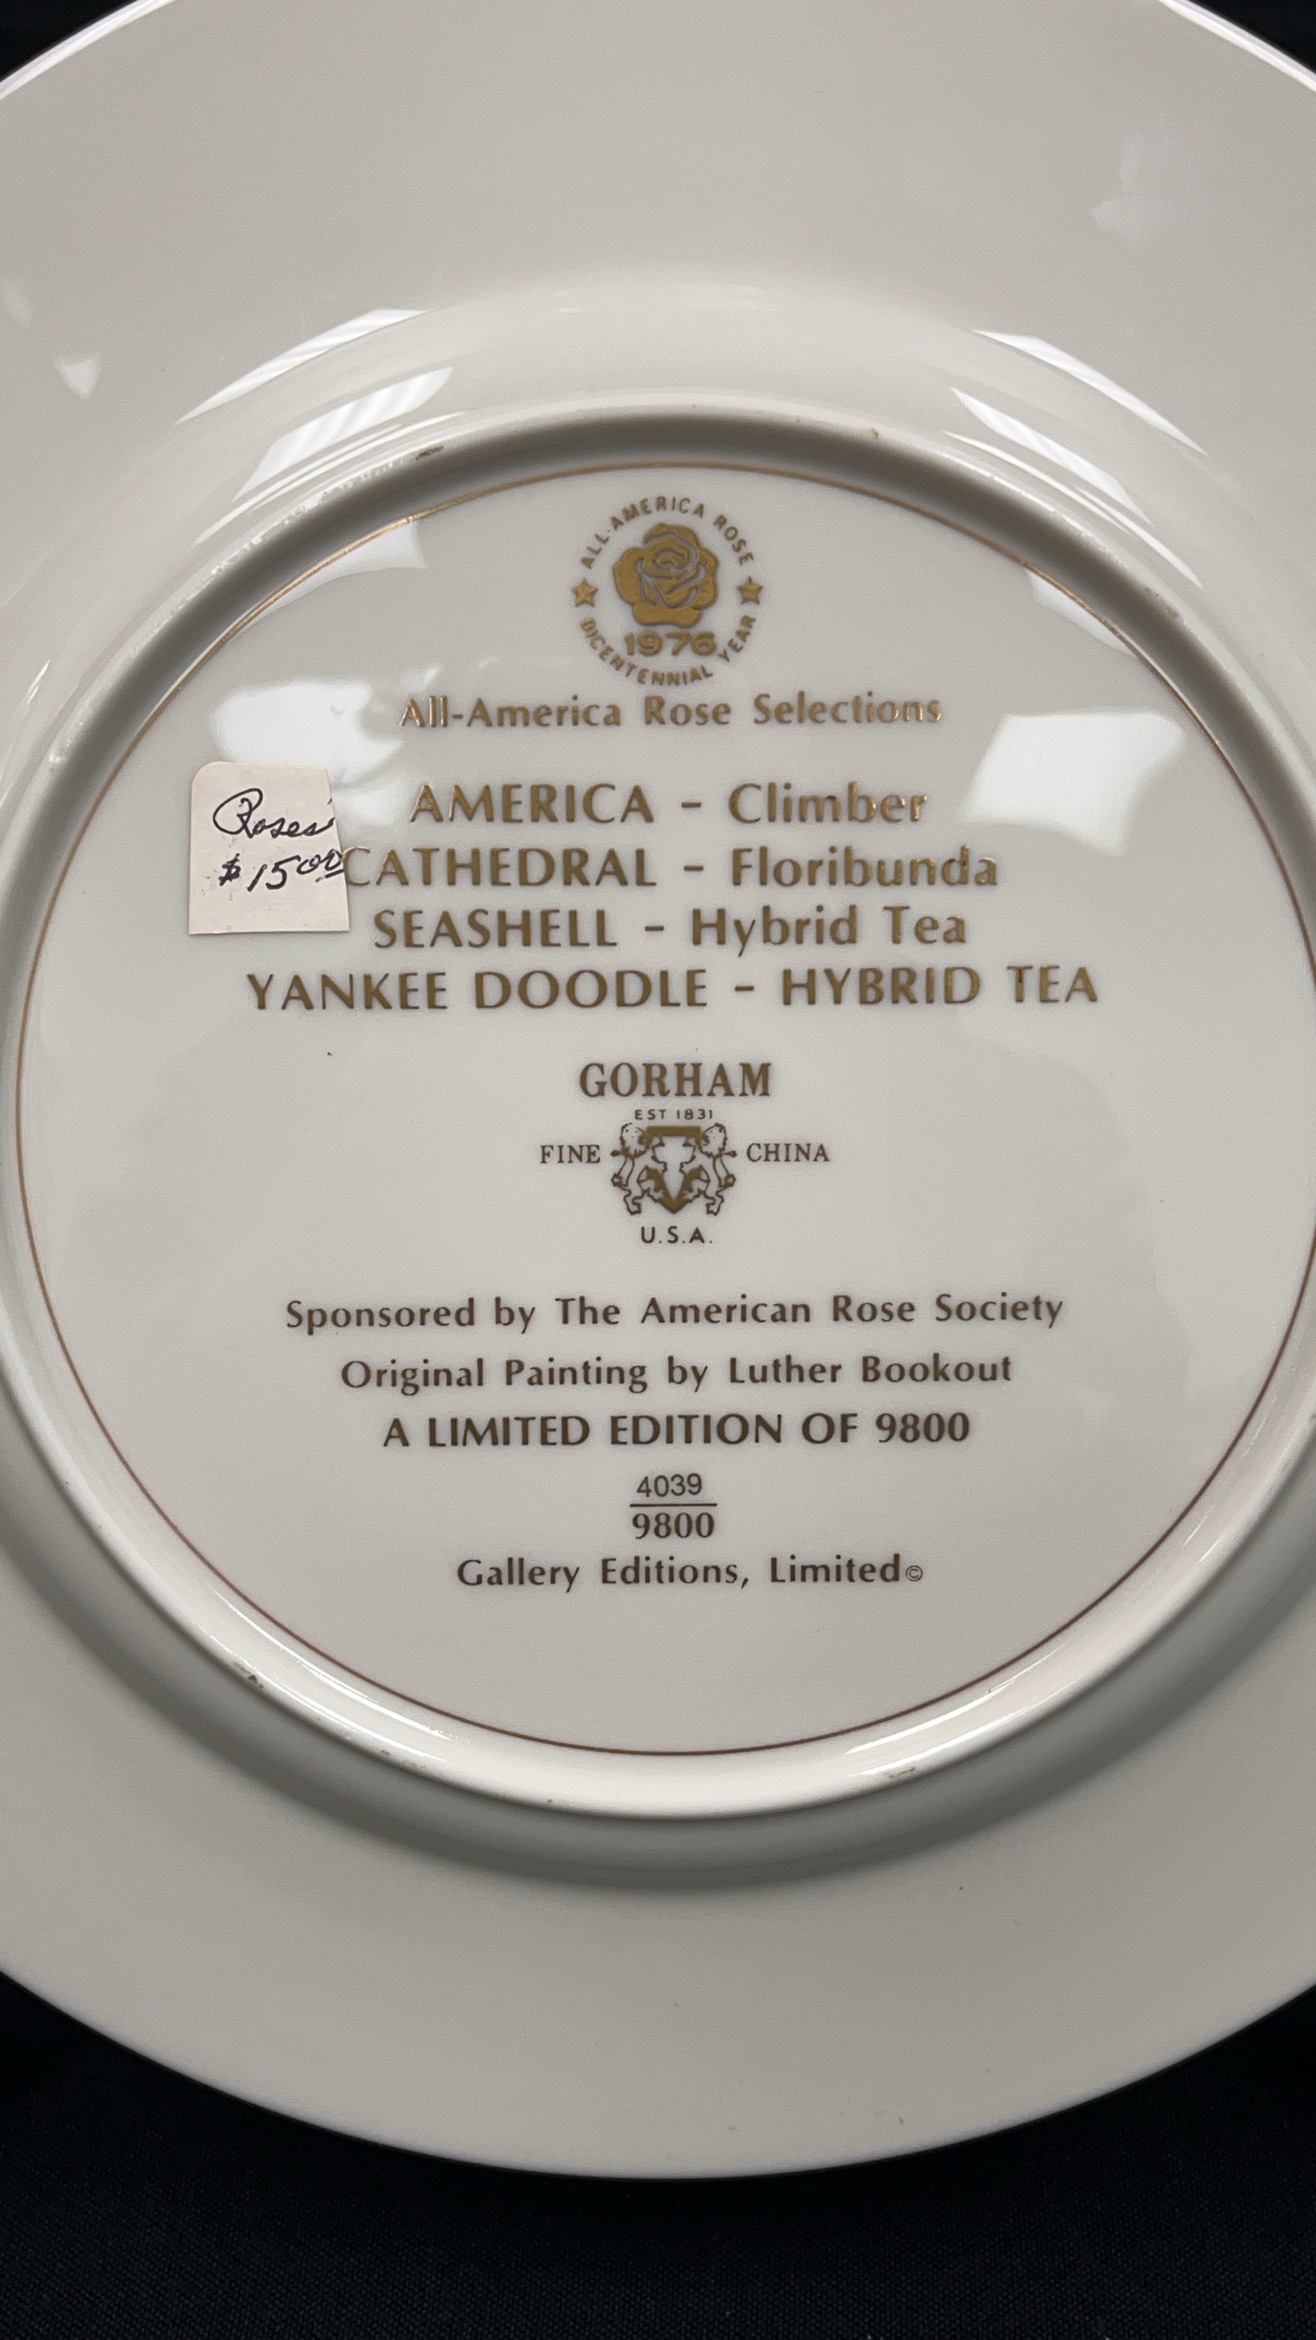 ALL-AMERICA ROSE
1976
BICENTENNIAL YEAR
All-America Rose Selections
AMERICA - Climber
Roses
$15.00
CATHEDRAL - Floribunda
SEASHELL - Hybrid Tea
YANKEE DOODLE - HYBRID TEA
GORHAM
EST 1831
FINE CHINA
U.S.A.
Sponsored by The American Rose Society
Original Painting by Luther Bookout
A LIMITED EDITION OF 9800
4039
9800
Gallery Editions, Limited©